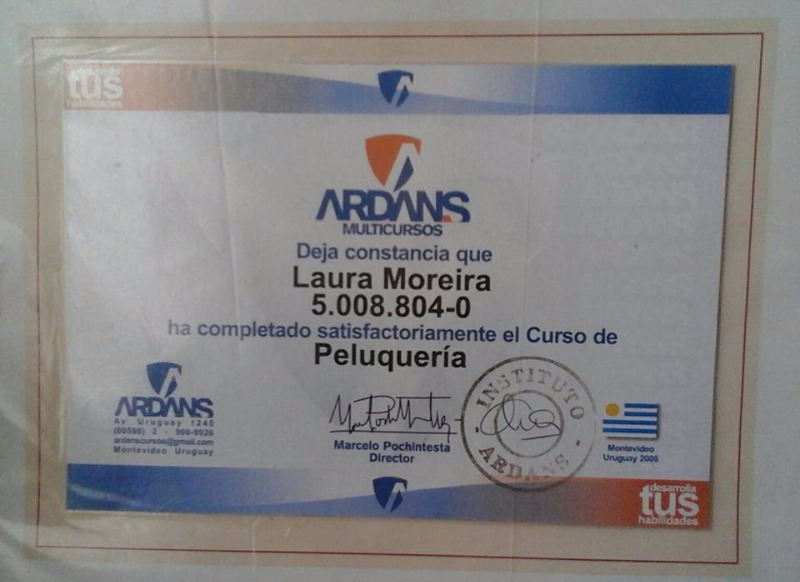 desarrolla
tus
habilidades
ARDANS
MULTICURSOS
Deja constancia que
Laura Moreira
5.008.804-0
ha completado satisfactoriamente el Curso de
Peluquería
ARDANS
Av. Uruguay 1245
(00598) 2 - 900-9926
ardanscursos@gmail.com
Montevideo Uruguay
Marcelo Pochintesta
Director
INSTITUTO
ARDANS
Montevideo
Uruguay 2006
desarrolla
tus
habilidades